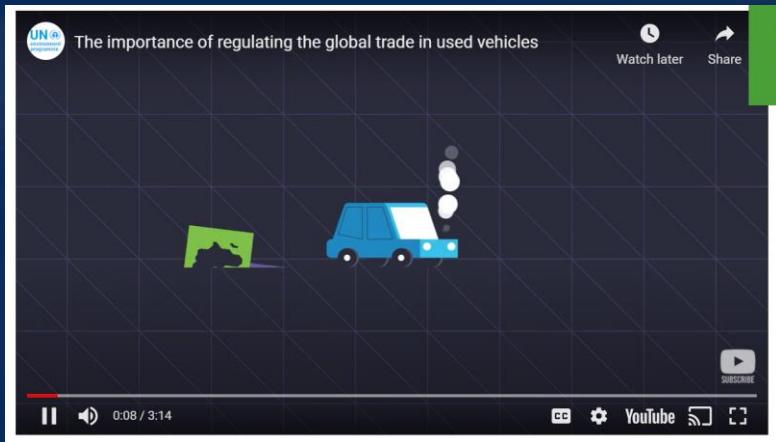 UN
environment
programme
The importance of regulating the global trade in used vehicles
Watch later
Share
SUBSCRIBE
0:08 / 3:14
CC
YouTube